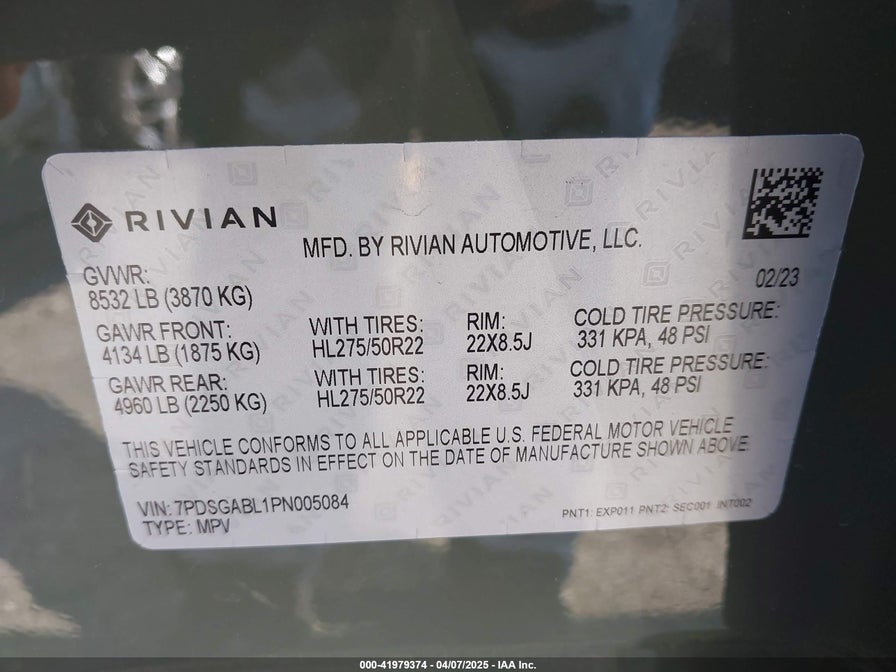 RIVIAN
MFD. BY RIVIAN AUTOMOTIVE, LLC.
02/23
GVWR:
8532 LB (3870 KG)
GAWR FRONT: WITH TIRES: RIM: COLD TIRE PRESSURE:
4134 LB (1875 KG) HL275/50R22 22X8.5J 331 KPA, 48 PSI
GAWR REAR: WITH TIRES: RIM: COLD TIRE PRESSURE:
4960 LB (2250 KG) HL275/50R22 22X8.5J 331 KPA, 48 PSI
THIS VEHICLE CONFORMS TO ALL APPLICABLE U.S. FEDERAL MOTOR VEHICLE
SAFETY STANDARDS IN EFFECT ON THE DATE OF MANUFACTURE SHOWN ABOVE.
VIN: 7PDSGABL1PN005084
TYPE: MPV
PNT1: EXP011 PNT2: SEC001 INT002
000-41979374 - 04/07/2025 - IAA Inc.